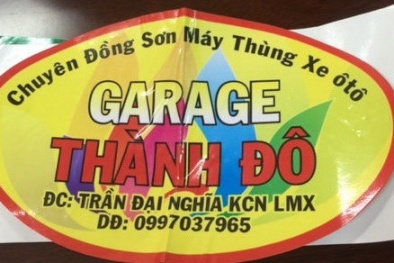 Chuyên Đồng Sơn Máy Thùng Xe ôtô
GARAGE
THÀNH ĐÔ
ĐC: TRẦN ĐẠI NGHĨA KCN LMX
DĐ: 0997037965